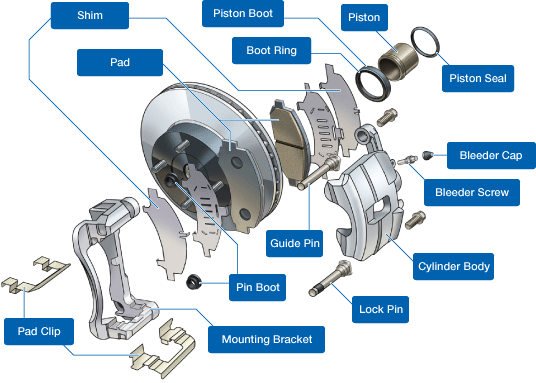 Shim
Piston Boot
Piston
Boot Ring
Pad
Piston Seal
Bleeder Cap
Bleeder Screw
Guide Pin
Cylinder Body
Pin Boot
Lock Pin
Pad Clip
Mounting Bracket